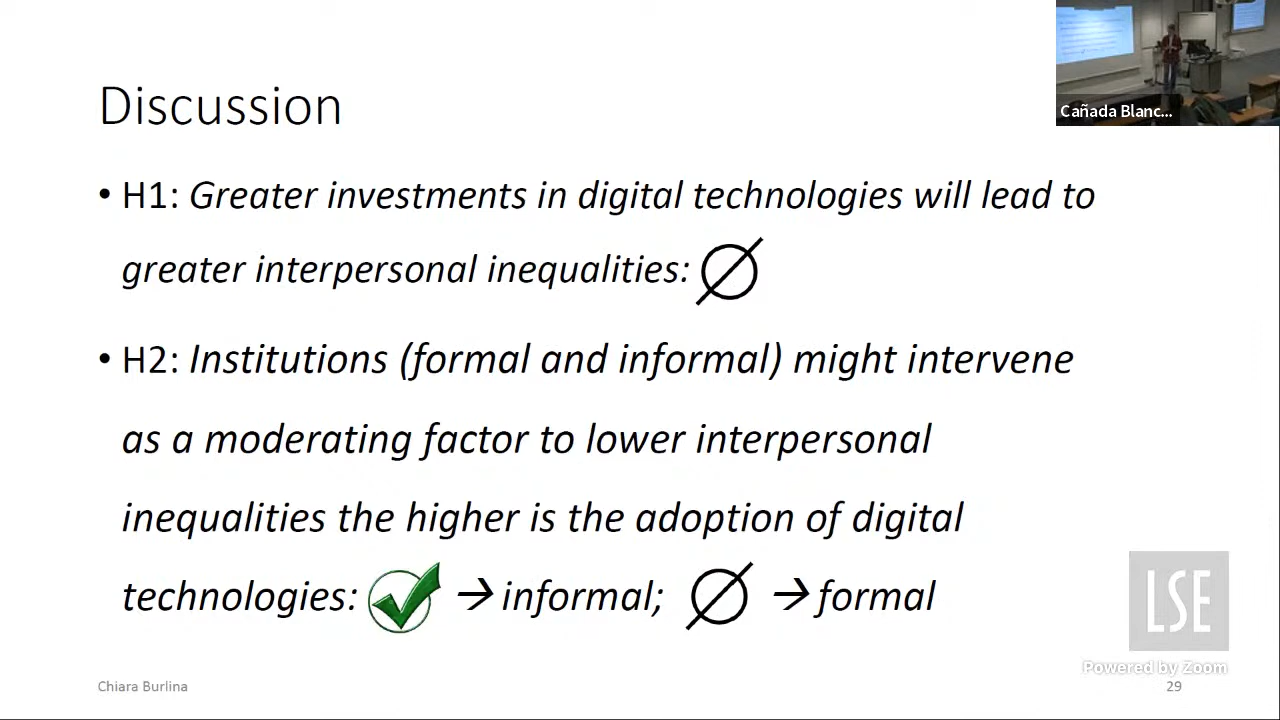 Discussion
Cañada Blanc...
• H1: Greater investments in digital technologies will lead to
greater interpersonal inequalities:
• H2: Institutions (formal and informal) might intervene
as a moderating factor to lower interpersonal
inequalities the higher is the adoption of digital
technologies: → informal; → formal
LSE
Powered by Zoom
Chiara Burlina
29